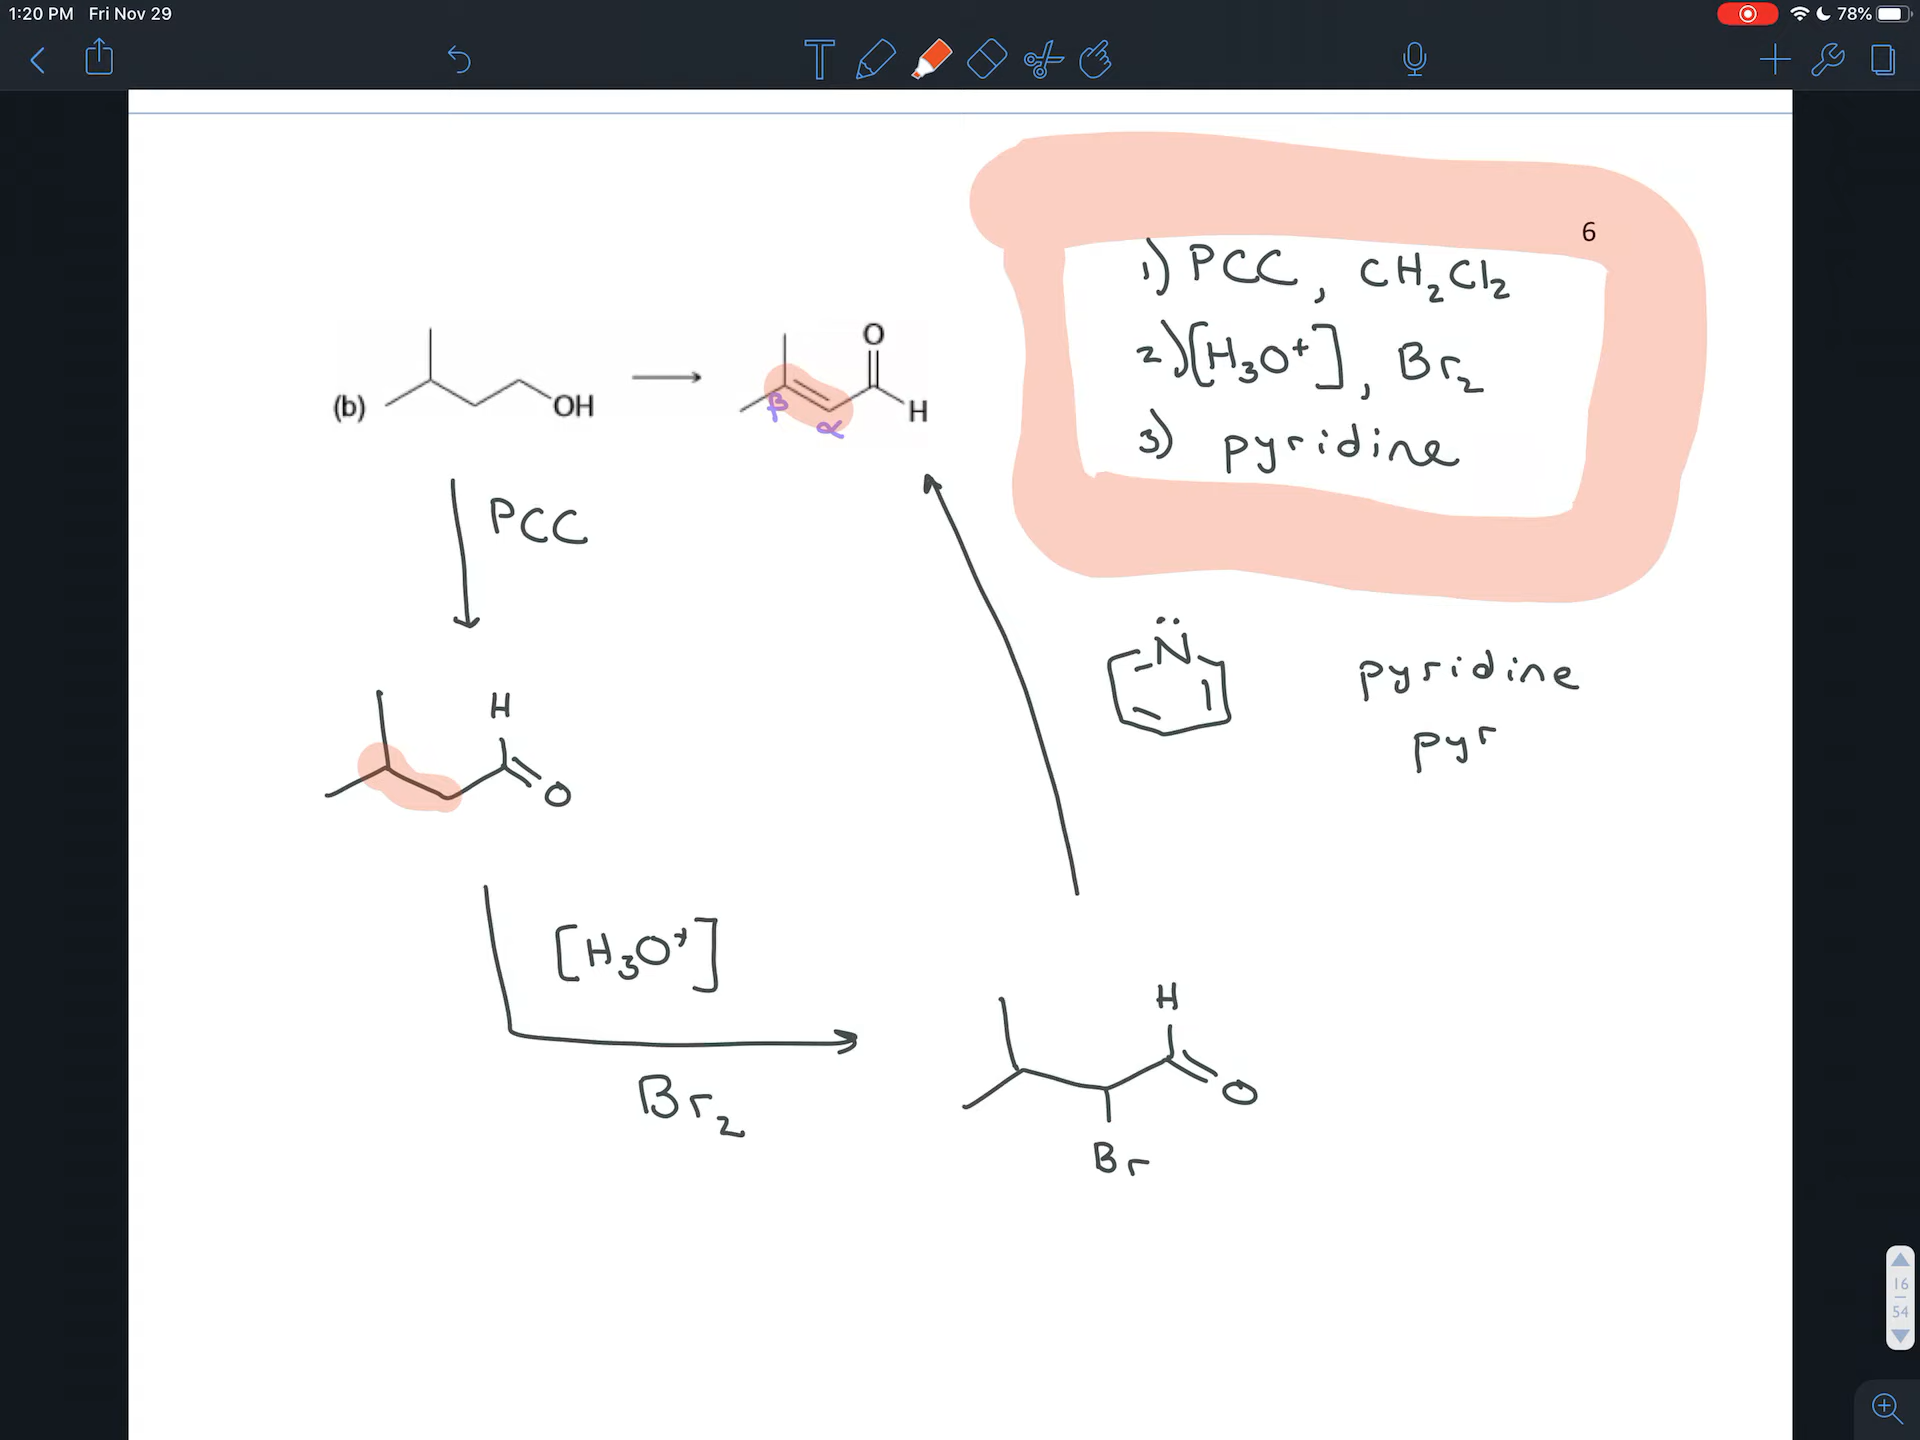 1:20 PM Fri Nov 29
78%
T
6
1) PCC, CH₂Cl₂
2) [H₃O⁺], Br₂
3) pyridine
(b)
OH
O
H
β
α
PCC
N
pyridine
pyr
H
O
[H₃O⁺]
Br₂
H
O
Br
16
54